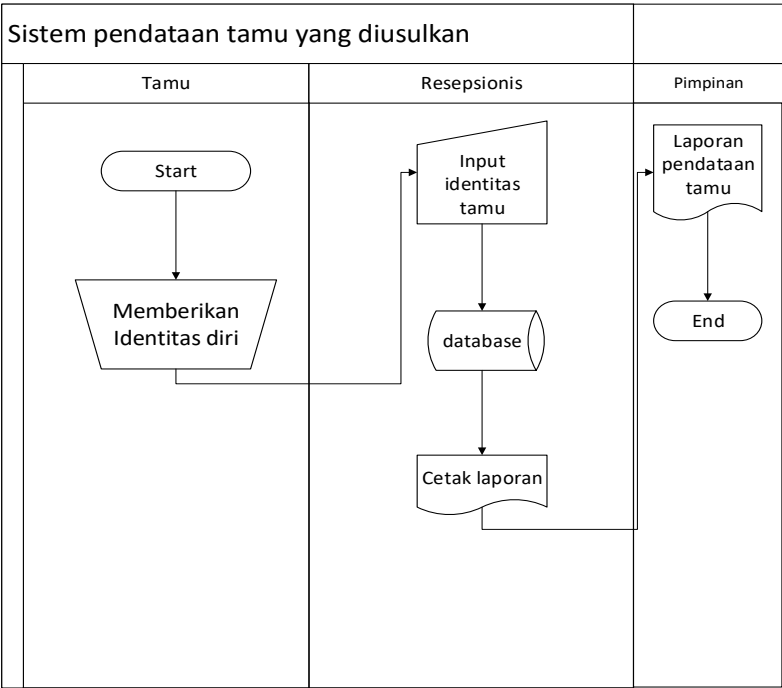 Sistem pendataan tamu yang diusulkan
Tamu
Resepsionis
Pimpinan
Start
Memberikan
Identitas diri
Input
identitas
tamu
database
Cetak laporan
Laporan
pendataan
tamu
End